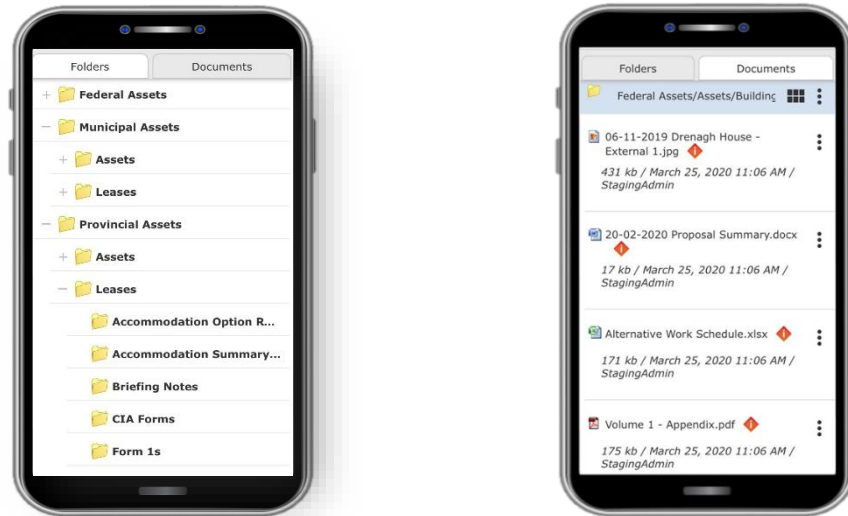 Folders Documents
Federal Assets
Municipal Assets
Assets
Leases
Provincial Assets
Assets
Leases
Accommodation Option R...
Accommodation Summary...
Briefing Notes
CIA Forms
Form 1s
Folders Documents
Federal Assets/Assets/Building
06-11-2019 Drenagh House -
External 1.jpg
431 kb / March 25, 2020 11:06 AM /
StagingAdmin
20-02-2020 Proposal Summary.docx
17 kb / March 25, 2020 11:06 AM /
StagingAdmin
Alternative Work Schedule.xlsx
171 kb / March 25, 2020 11:06 AM /
StagingAdmin
Volume 1 - Appendix.pdf
175 kb / March 25, 2020 11:06 AM /
StagingAdmin